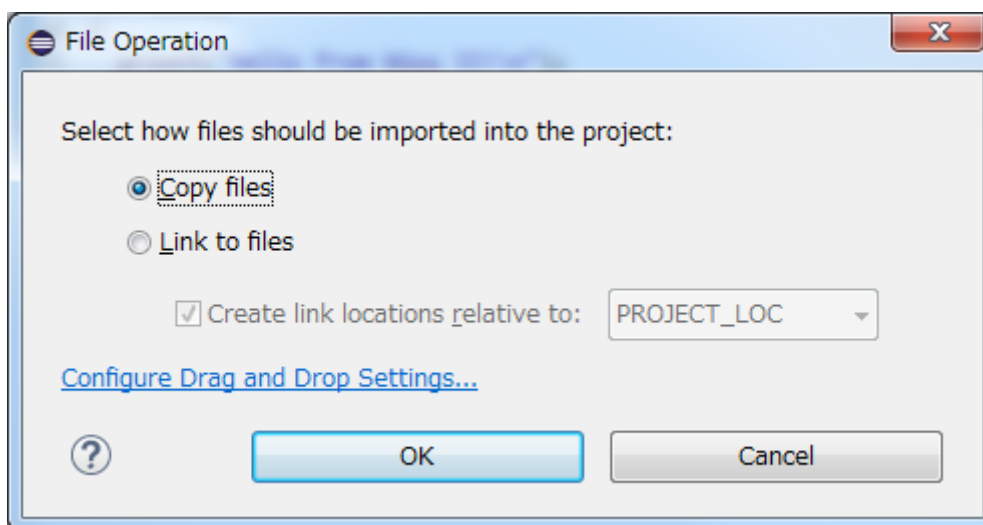 File Operation
Select how files should be imported into the project:
Copy files
Link to files
Create link locations relative to:
PROJECT_LOC
Configure Drag and Drop Settings...
?
OK
Cancel